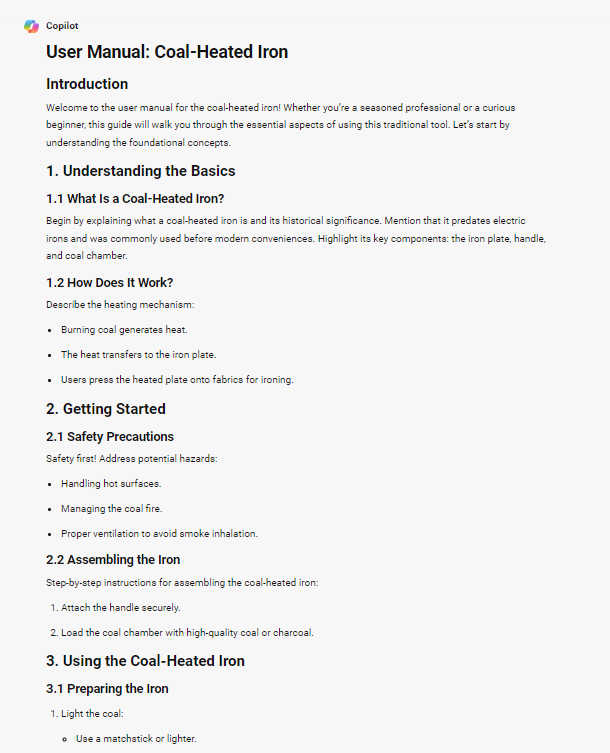 Copilot
User Manual: Coal-Heated Iron
Introduction
Welcome to the user manual for the coal-heated iron! Whether you’re a seasoned professional or a curious
beginner, this guide will walk you through the essential aspects of using this traditional tool. Let’s start by
understanding the foundational concepts.
1. Understanding the Basics
1.1 What Is a Coal-Heated Iron?
Begin by explaining what a coal-heated iron is and its historical significance. Mention that it predates electric
irons and was commonly used before modern conveniences. Highlight its key components: the iron plate, handle,
and coal chamber.
1.2 How Does It Work?
Describe the heating mechanism:
• Burning coal generates heat.
• The heat transfers to the iron plate.
• Users press the heated plate onto fabrics for ironing.
2. Getting Started
2.1 Safety Precautions
Safety first! Address potential hazards:
• Handling hot surfaces.
• Managing the coal fire.
• Proper ventilation to avoid smoke inhalation.
2.2 Assembling the Iron
Step-by-step instructions for assembling the coal-heated iron:
1. Attach the handle securely.
2. Load the coal chamber with high-quality coal or charcoal.
3. Using the Coal-Heated Iron
3.1 Preparing the Iron
1. Light the coal:
◦ Use a matchstick or lighter.